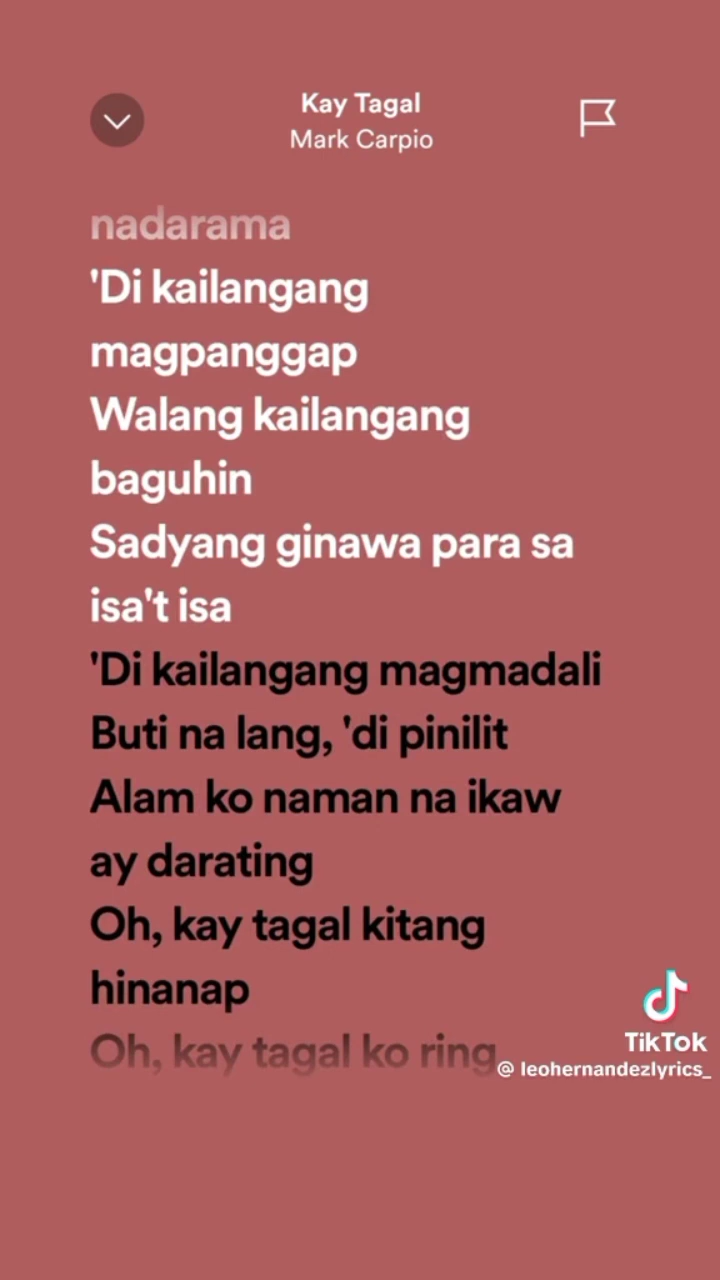 Kay Tagal
Mark Carpio
nadarama
'Di kailangang
magpanggap
Walang kailangang
baguhin
Sadyang ginawa para sa
isa't isa
'Di kailangang magmadali
Buti na lang, 'di pinilit
Alam ko naman na ikaw
ay darating
Oh, kay tagal kitang
hinanap
Oh, kay tagal ko ring
TikTok
@ leohernandezlyrics_